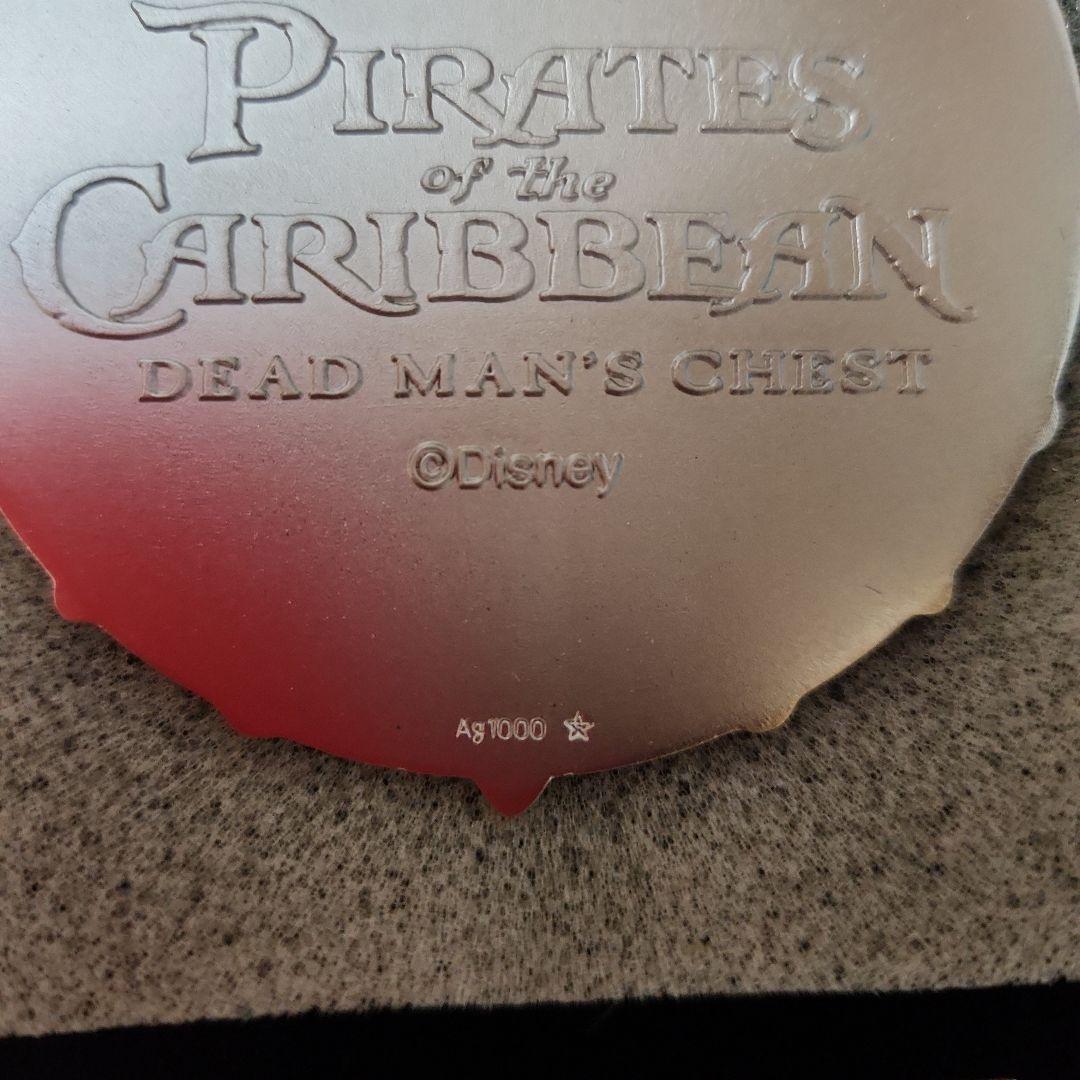 PIRATES
of the
CARIBBEAN
DEAD MAN'S CHEST
©Disney
Ag1000